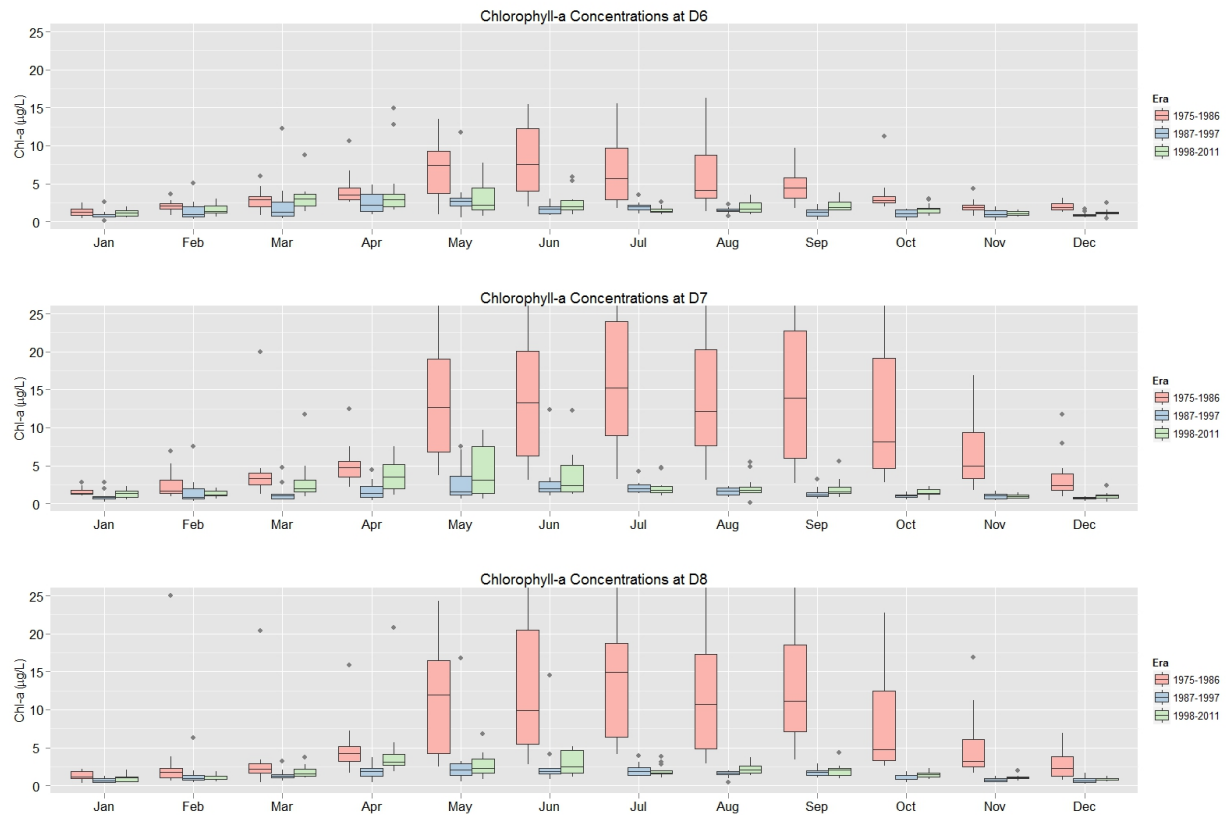 Chlorophyll-a Concentrations at D6
25
20
15
10
5
0
Chl-a (µg/L)
Jan Feb Mar Apr May Jun Jul Aug Sep Oct Nov Dec
Era
1975-1986
1987-1997
1998-2011
Chlorophyll-a Concentrations at D7
25
20
15
10
5
0
Chl-a (µg/L)
Jan Feb Mar Apr May Jun Jul Aug Sep Oct Nov Dec
Era
1975-1986
1987-1997
1998-2011
Chlorophyll-a Concentrations at D8
25
20
15
10
5
0
Chl-a (µg/L)
Jan Feb Mar Apr May Jun Jul Aug Sep Oct Nov Dec
Era
1975-1986
1987-1997
1998-2011